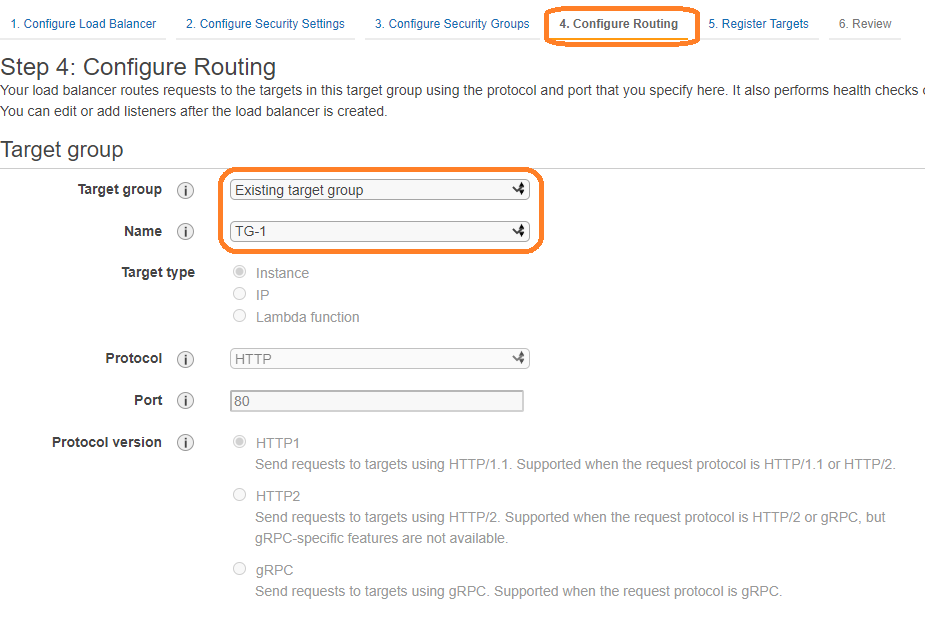 1. Configure Load Balancer 2. Configure Security Settings 3. Configure Security Groups 4. Configure Routing 5. Register Targets 6. Review
Step 4: Configure Routing
Your load balancer routes requests to the targets in this target group using the protocol and port that you specify here. It also performs health checks
You can edit or add listeners after the load balancer is created.
Target group
Target group i Existing target group
Name i TG-1
Target type Instance
IP
Lambda function
Protocol i HTTP
Port i 80
Protocol version i HTTP1
Send requests to targets using HTTP/1.1. Supported when the request protocol is HTTP/1.1 or HTTP/2.
HTTP2
Send requests to targets using HTTP/2. Supported when the request protocol is HTTP/2 or gRPC, but
gRPC-specific features are not available.
gRPC
Send requests to targets using gRPC. Supported when the request protocol is gRPC.